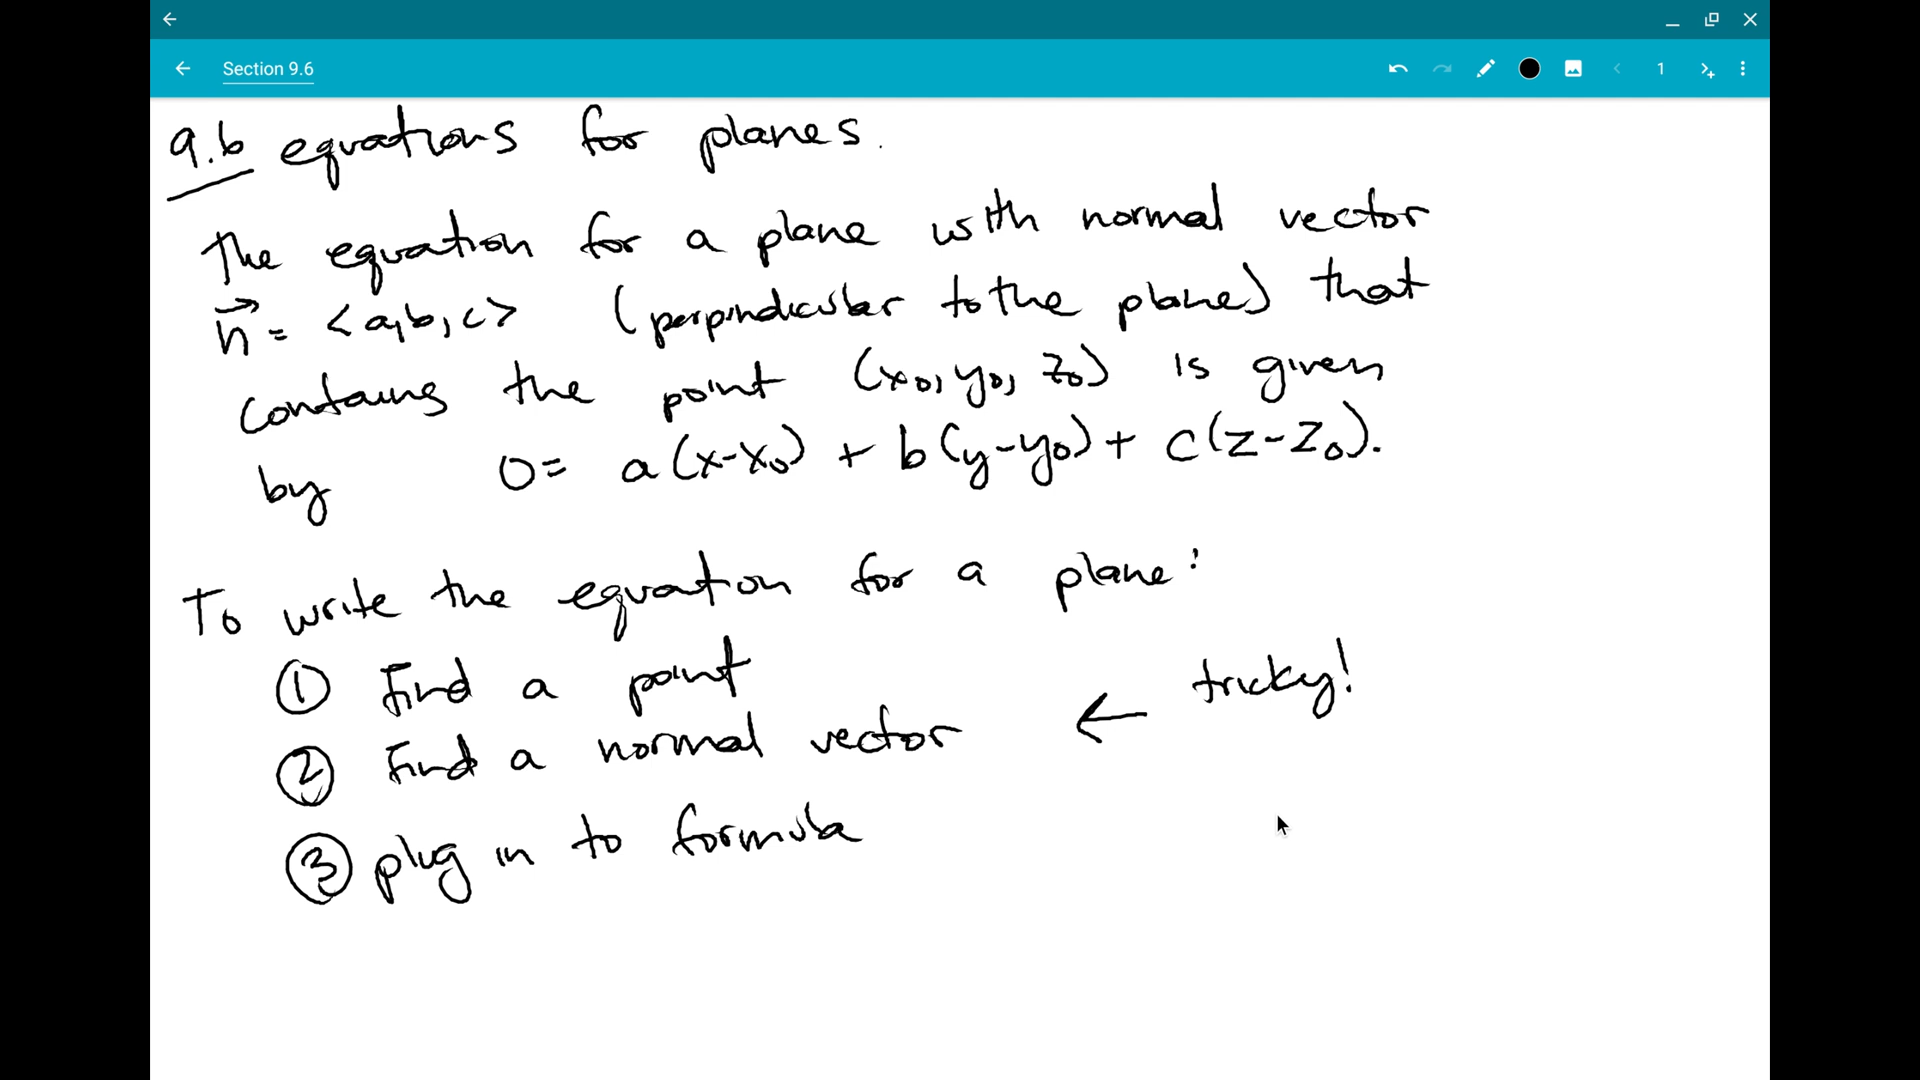 Section 9.6
1
9.6 equations for planes.
The equation for a plane with normal vector
n⃗ = <a,b,c> (perpindicular to the plane) that
contains the point (x₀, y₀, z₀) is given
by 0 = a(x-x₀) + b(y-y₀) + c(z-z₀).
To write the equation for a plane:
① Find a point
② Find a normal vector ← tricky!
③ plug in to formula